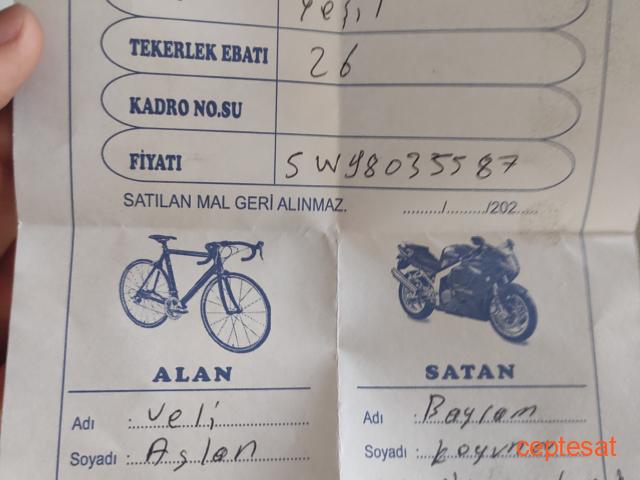 Yeşil
TEKERLEK EBATI 26
KADRO NO.SU
FİYATI SW98035587
SATILAN MAL GERİ ALINMAZ. ........./........./202......
ALAN SATAN
Adı : Veli Adı : Bayram
Soyadı : Aslan Soyadı :
ceptesat